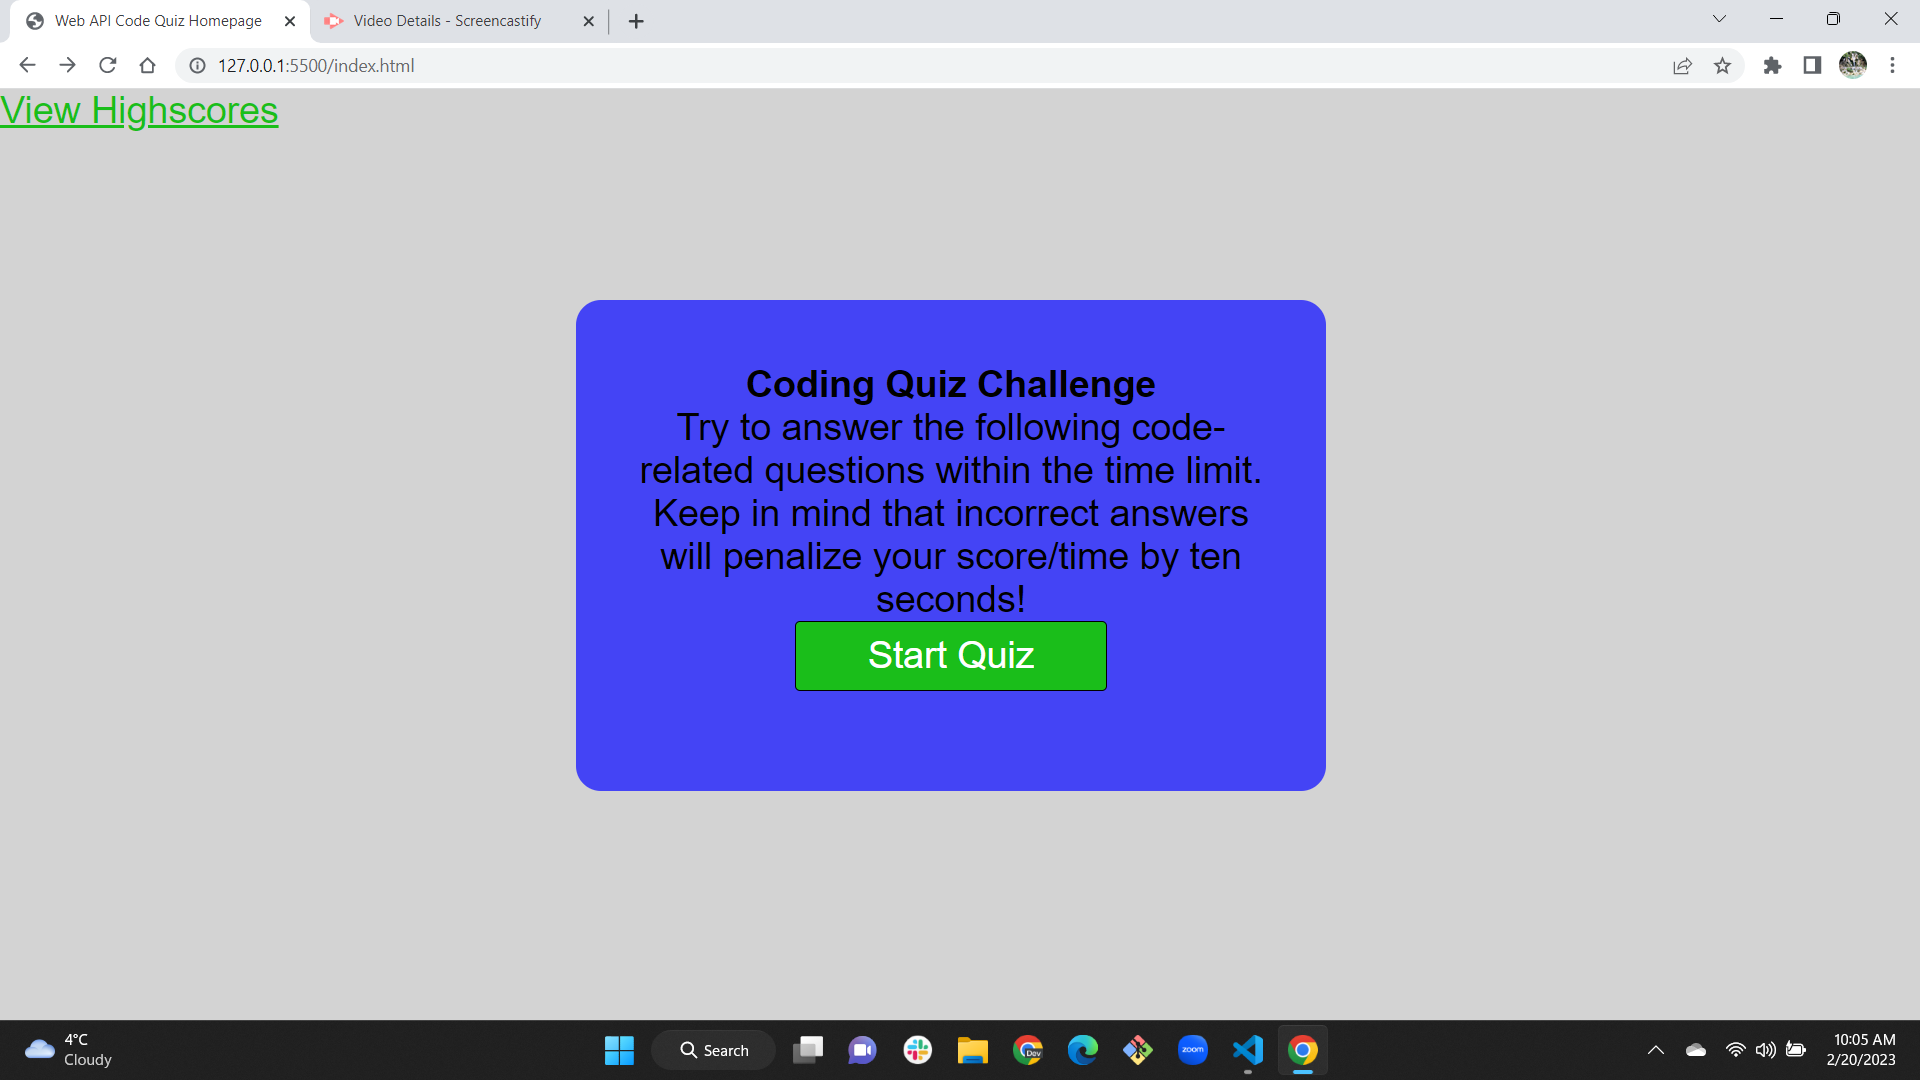 Web API Code Quiz Homepage
Video Details - Screencastify
127.0.0.1:5500/index.html
View Highscores
Coding Quiz Challenge
Try to answer the following code-
related questions within the time limit.
Keep in mind that incorrect answers
will penalize your score/time by ten
seconds!
Start Quiz
4°C
Cloudy
Search
Dev
zoom
10:05 AM
2/20/2023